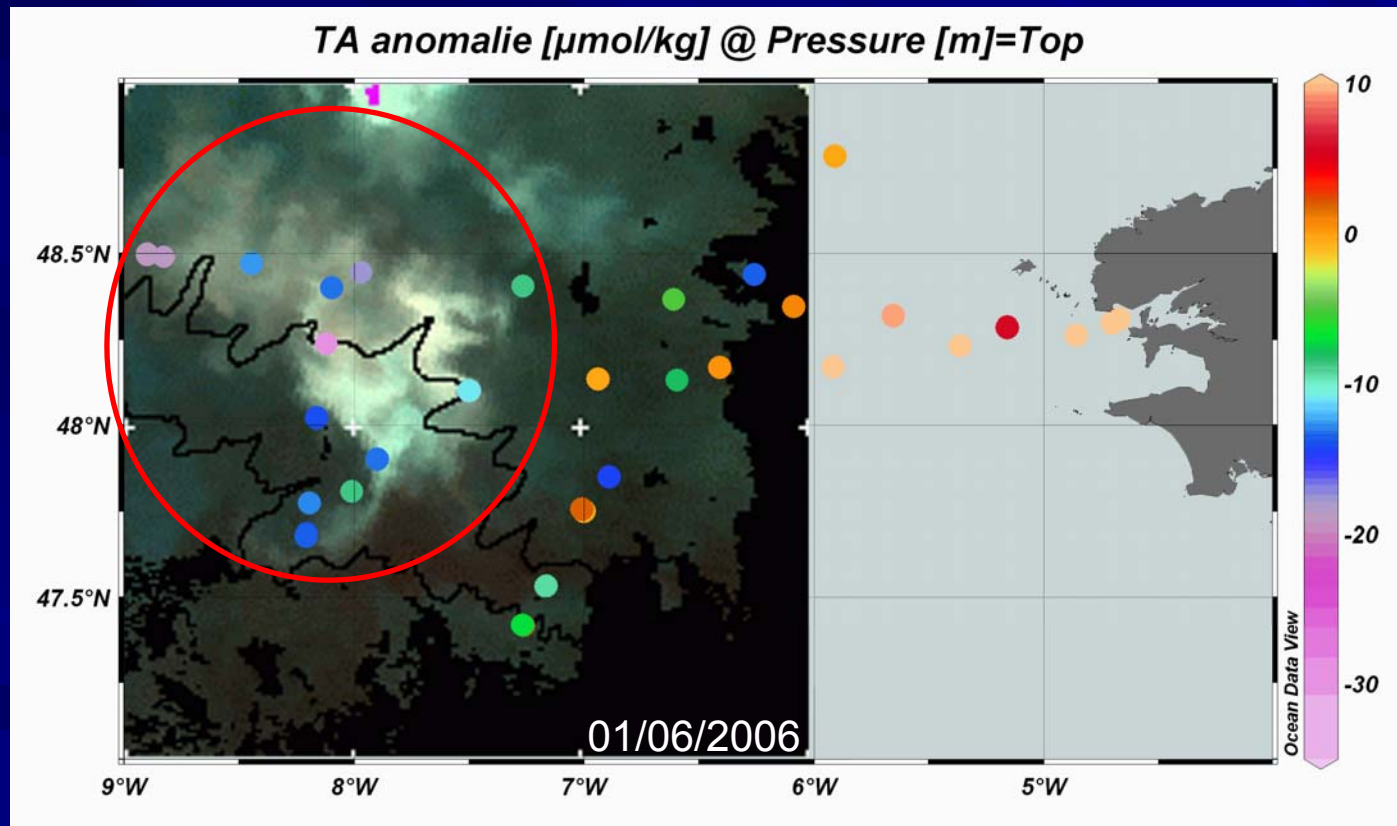 TA anomalie [µmol/kg] @ Pressure [m]=Top
10
48.5°N
0
-10
48°N
-20
47.5°N
-30
Ocean Data View
01/06/2006
9°W
8°W
7°W
6°W
5°W